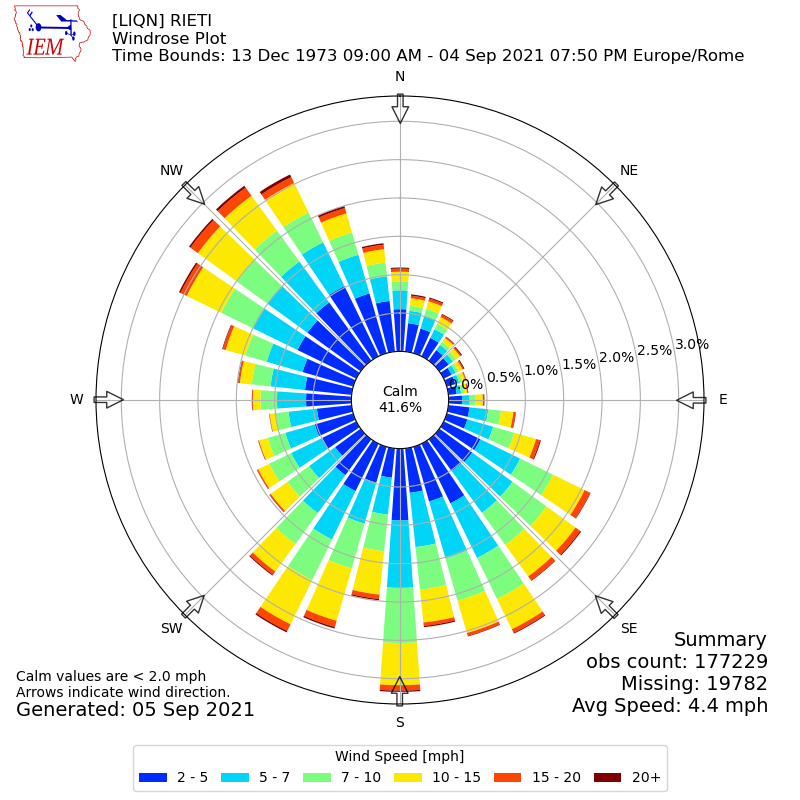 IEM
[LIQN] RIETI
Windrose Plot
Time Bounds: 13 Dec 1973 09:00 AM - 04 Sep 2021 07:50 PM Europe/Rome
N
NW
NE
3.0%
2.5%
2.0%
1.5%
1.0%
0.5%
0.0%
Calm
41.6%
W
E
SW
SE
S
Summary
obs count: 177229
Missing: 19782
Avg Speed: 4.4 mph
Calm values are < 2.0 mph
Arrows indicate wind direction.
Generated: 05 Sep 2021
Wind Speed [mph]
2 - 5 5 - 7 7 - 10 10 - 15 15 - 20 20+